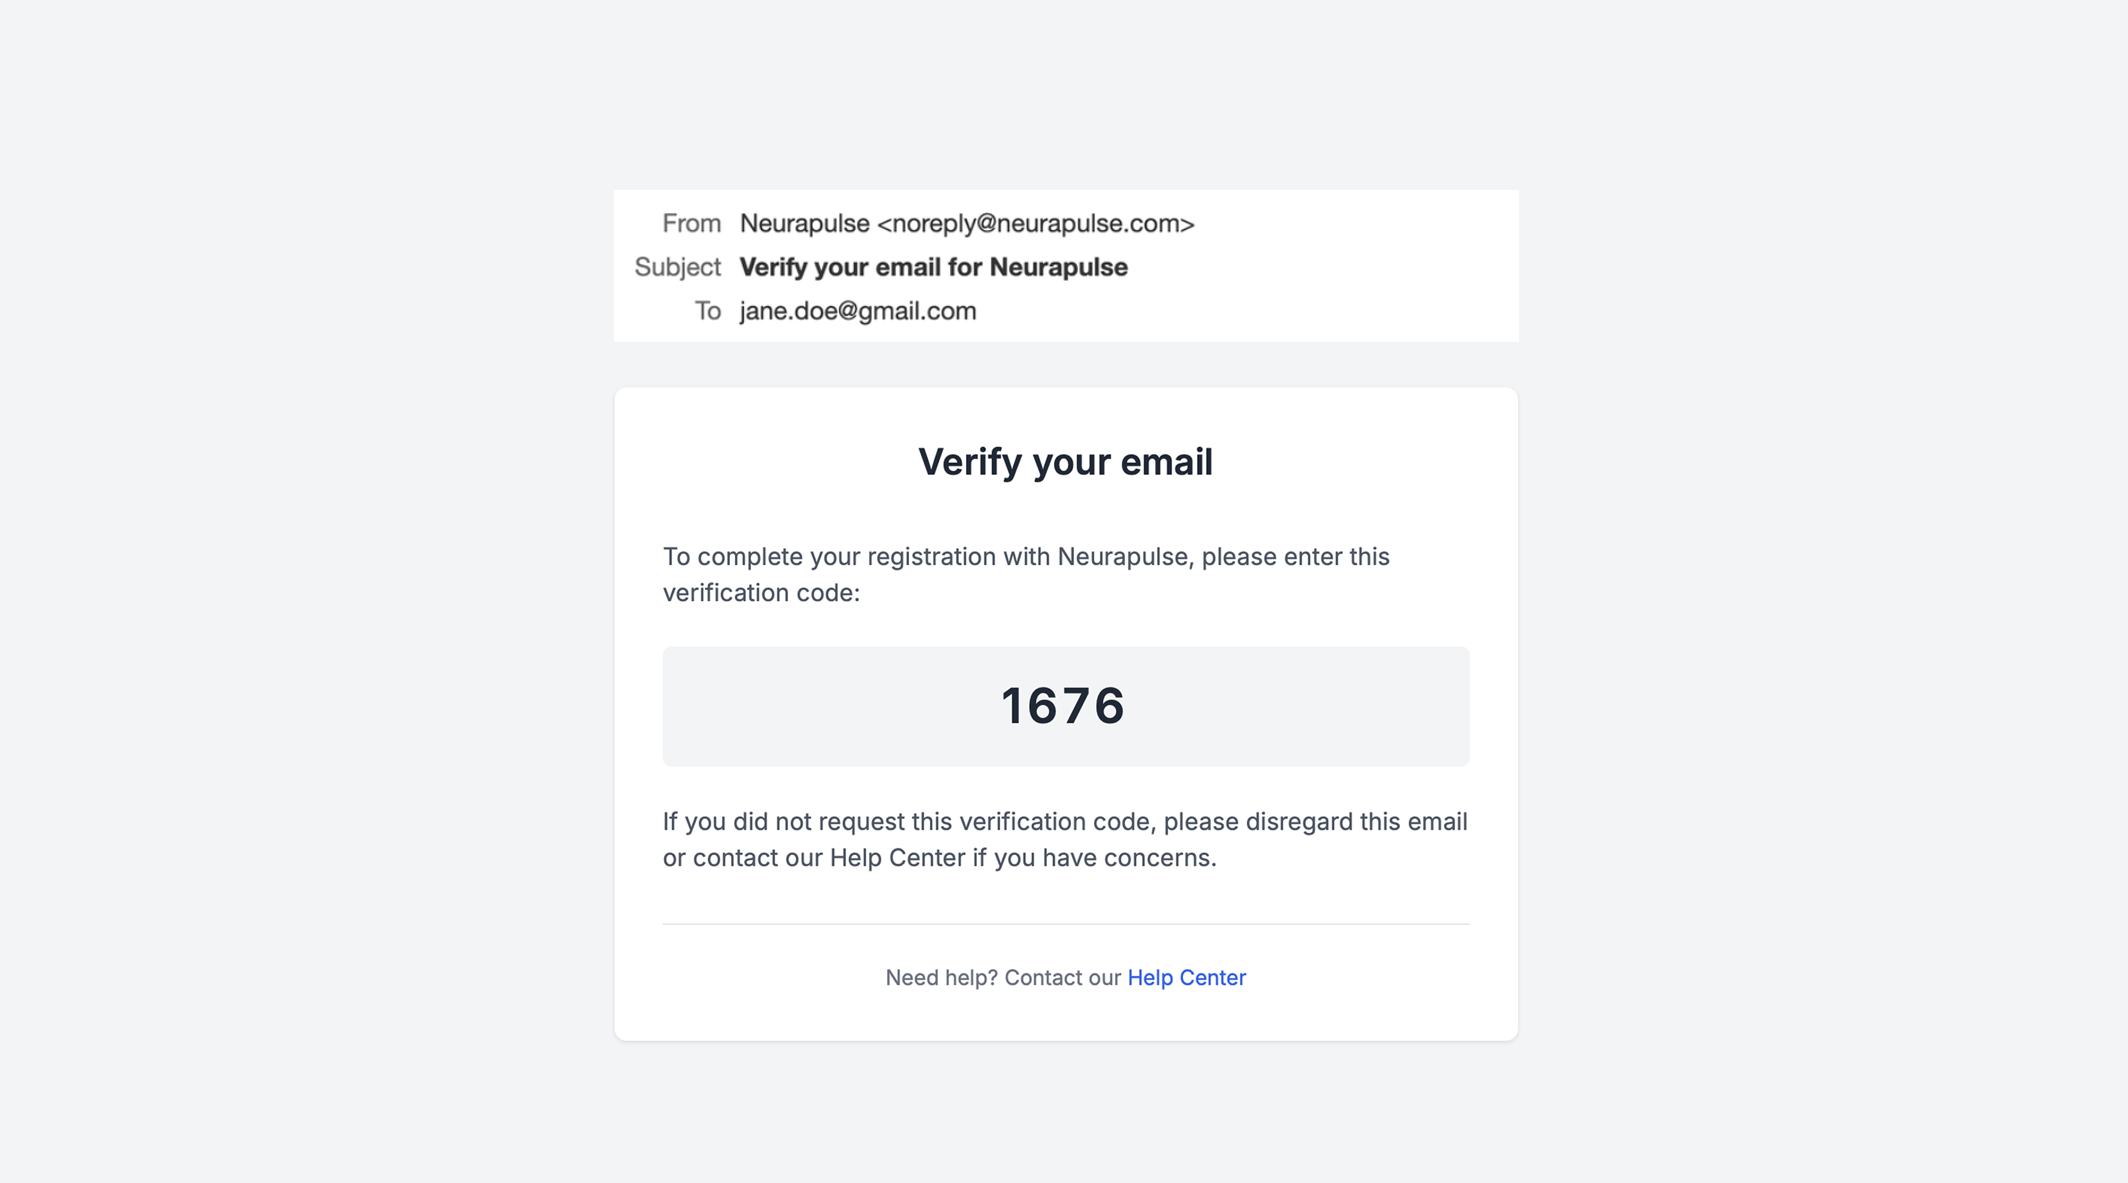 From Neurapulse <noreply@neurapulse.com>
Subject Verify your email for Neurapulse
To jane.doe@gmail.com
Verify your email
To complete your registration with Neurapulse, please enter this
verification code:
1676
If you did not request this verification code, please disregard this email
or contact our Help Center if you have concerns.
Need help? Contact our Help Center